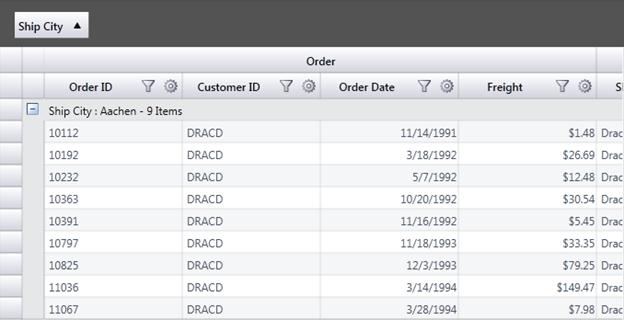 Ship City ▲
Order
Order ID Customer ID Order Date Freight S
Ship City : Aachen - 9 Items
10112 DRACD 11/14/1991 $1.48 Drac
10192 DRACD 3/18/1992 $26.69 Drac
10232 DRACD 5/7/1992 $12.48 Drac
10363 DRACD 10/20/1992 $30.54 Drac
10391 DRACD 11/16/1992 $5.45 Drac
10797 DRACD 11/18/1993 $33.35 Drac
10825 DRACD 12/3/1993 $79.25 Drac
11036 DRACD 3/14/1994 $149.47 Drac
11067 DRACD 3/28/1994 $7.98 Drac